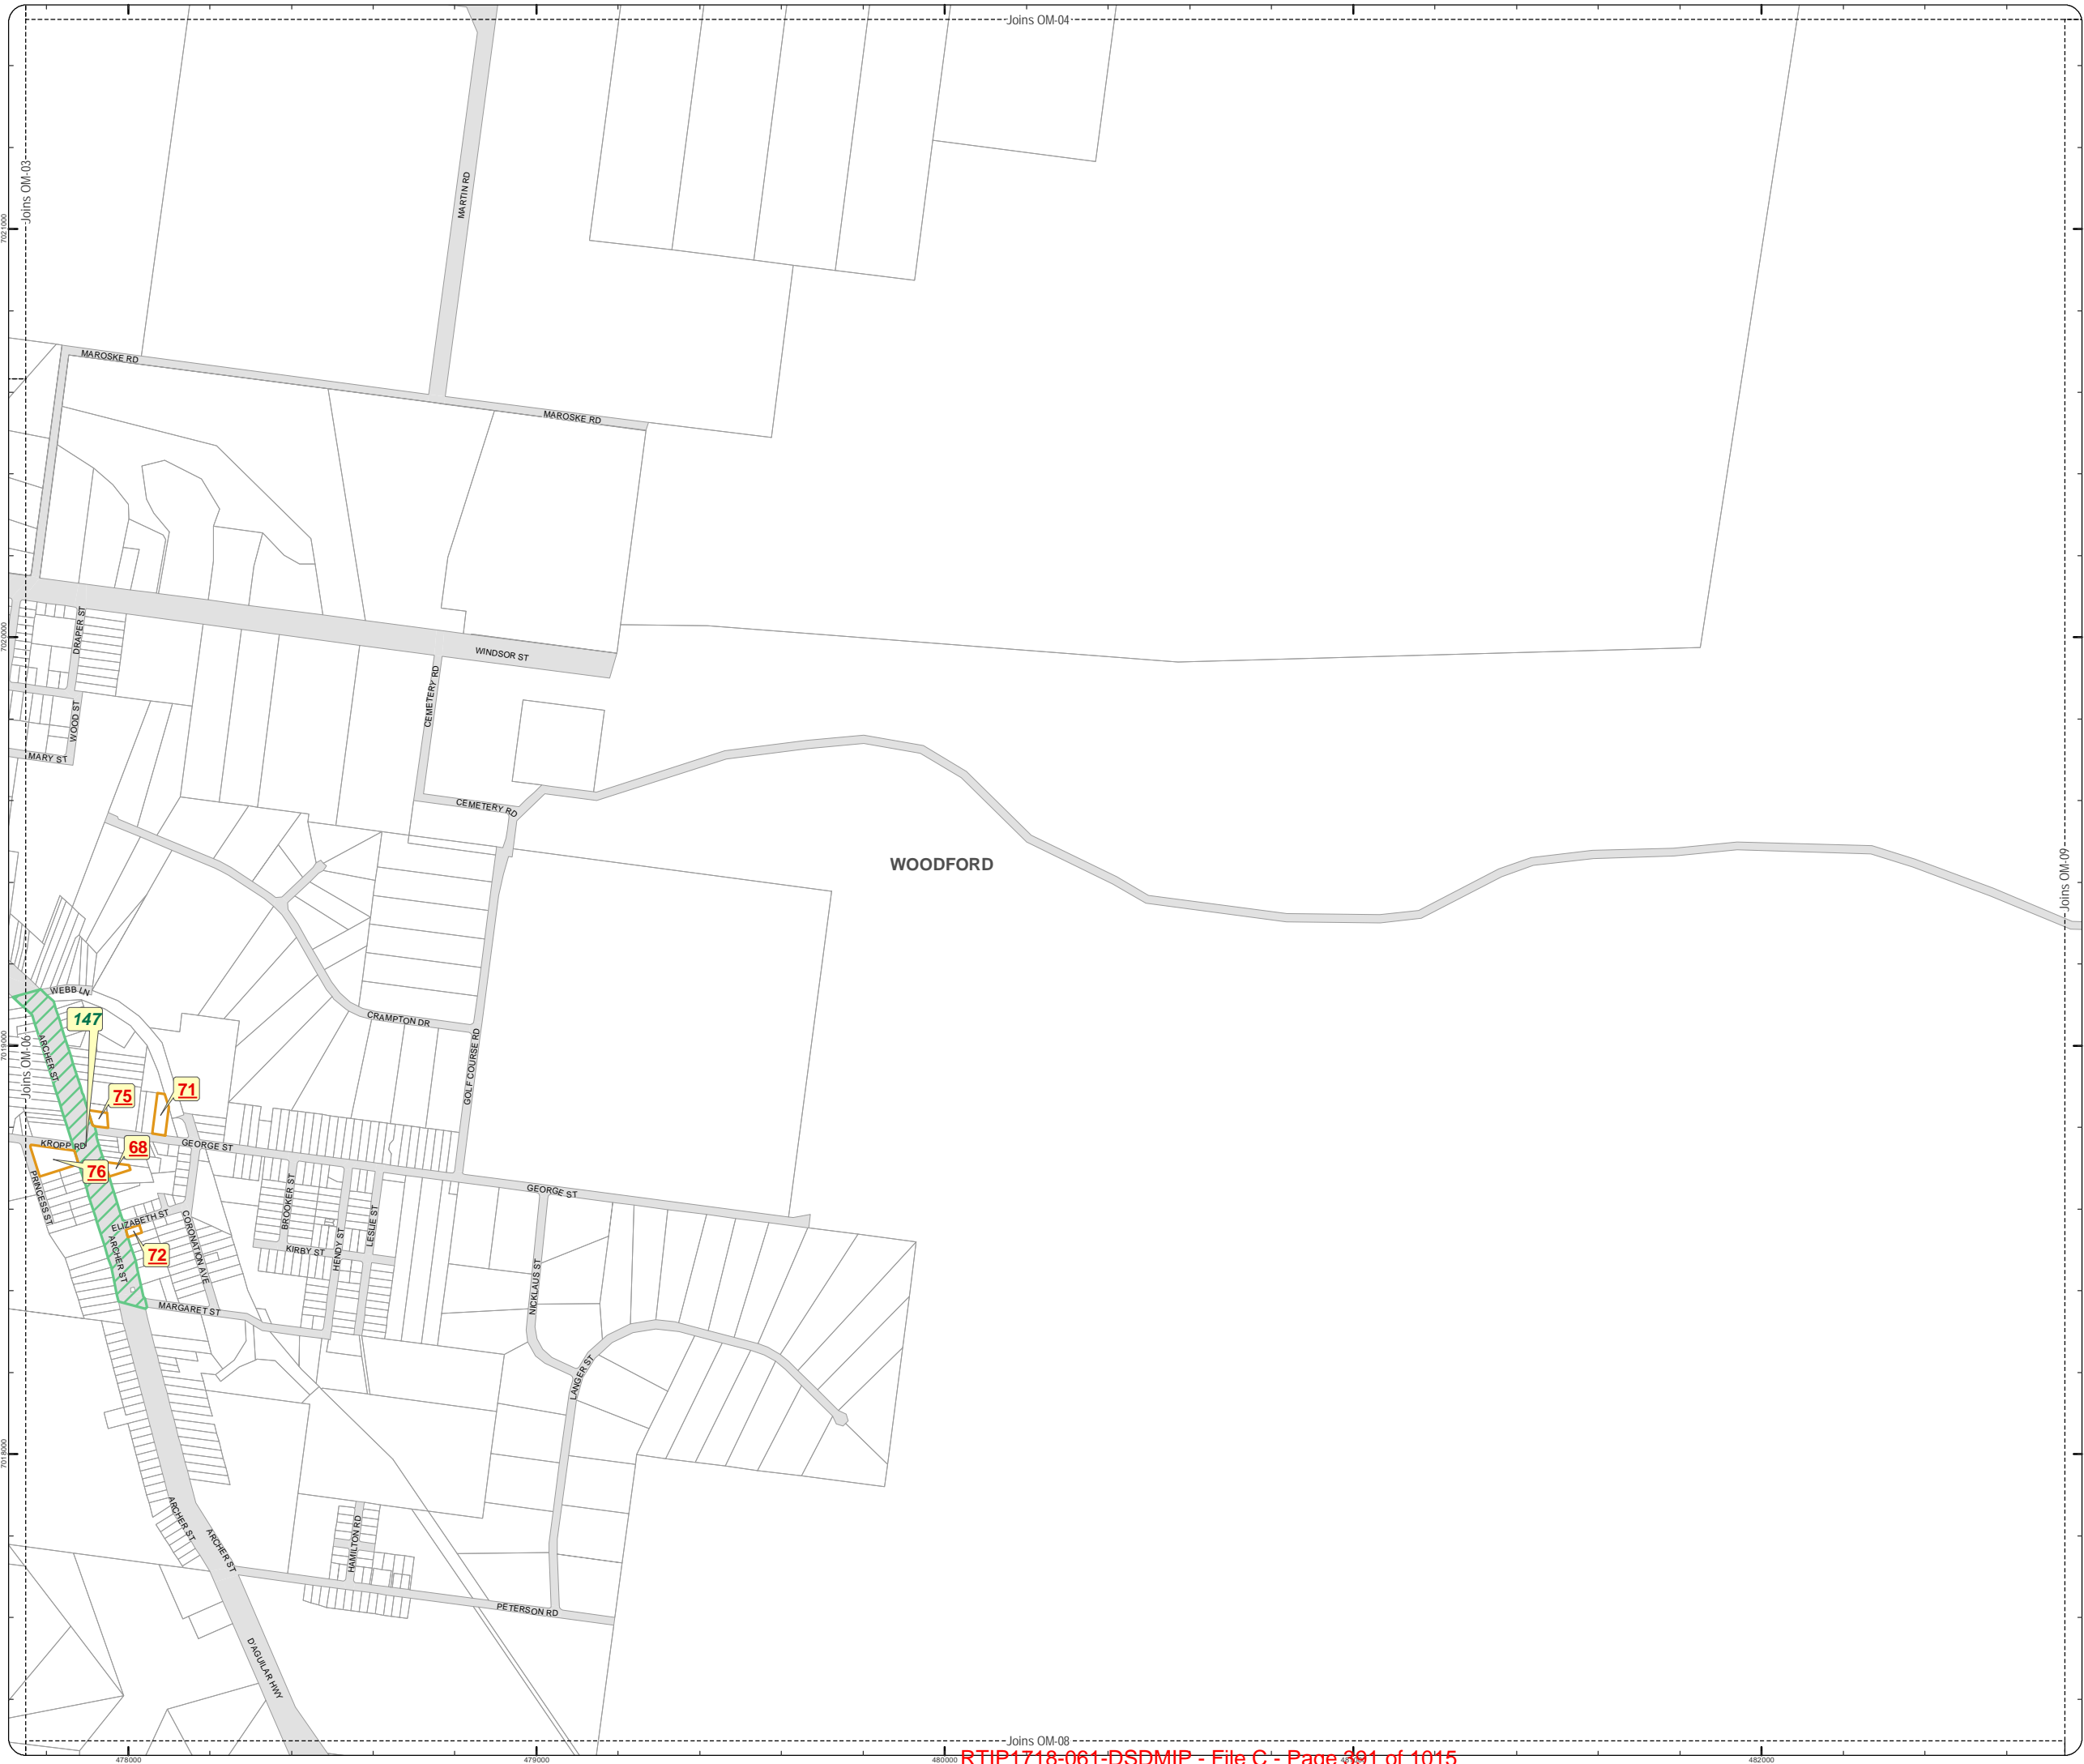 Joins OM-04
Joins OM-03
MARTIN RD
7021000
MAROSKE RD
MAROSKE RD
7020000
DRAPER ST
WINDSOR ST
CEMETERY RD
WOOD ST
MARY ST
CEMETERY RD
WOODFORD
Joins OM-09
WEBB LN
147
CRAMPTON DR
7019000
Joins OM-06
ARCHER ST
GOLF COURSE RD
75
71
KROPP RD
GEORGE ST
68
76
PRINCESS ST
GEORGE ST
BROOKER ST
ELIZABETH ST
CORONATION AVE
LESLIE ST
HENDY ST
72
KIRBY ST
ARCHER ST
NICKLAUS ST
MARGARET ST
LANGER ST
7018000
ARCHER ST
ARCHER ST
HAMILTON RD
PETERSON RD
D'AGUILAR HWY
Joins OM-08
478000
479000
480000
482000
RTIP1718-061-DSDMIP - File C - Page 391 of 1015